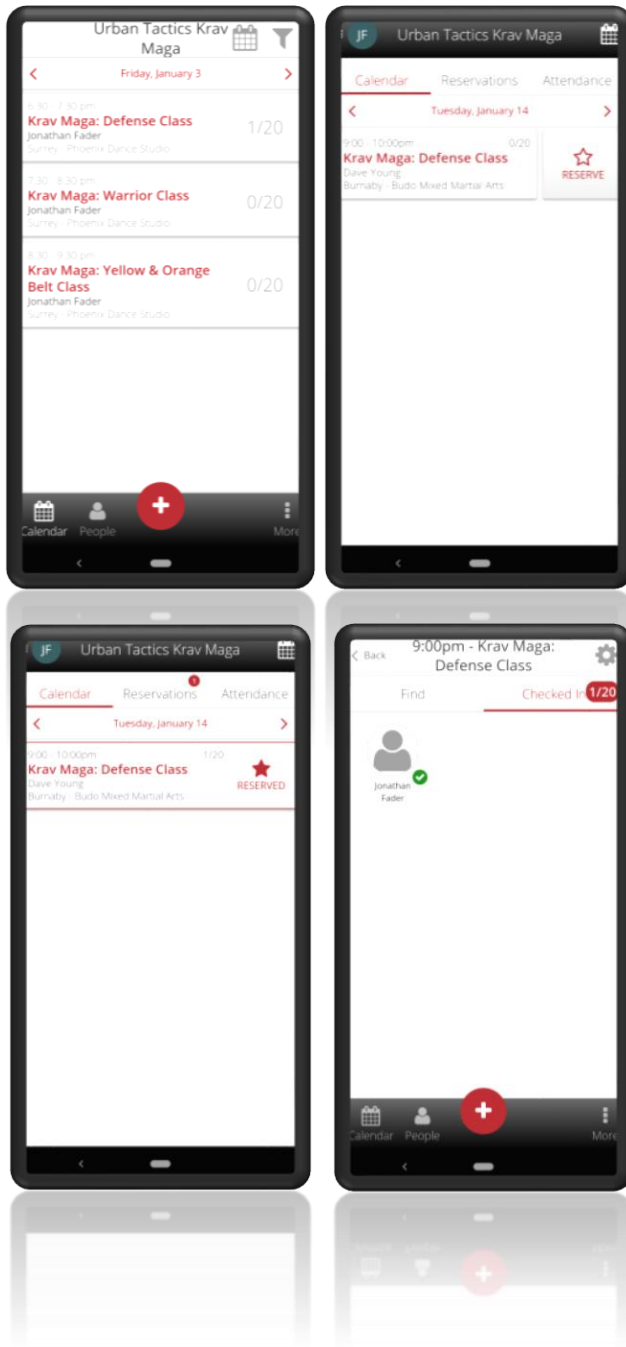 Urban Tactics Krav
Maga
Friday, January 3
6:30 - 7:30 pm
Krav Maga: Defense Class
1/20
Jonathan Fader
Surrey - Phoenix Dance Studio
7:30 - 8:30 pm
Krav Maga: Warrior Class
0/20
Jonathan Fader
Surrey - Phoenix Dance Studio
8:30 - 9:30 pm
Krav Maga: Yellow & Orange
Belt Class
0/20
Jonathan Fader
Surrey - Phoenix Dance Studio
Calendar People More
JF Urban Tactics Krav Maga
Calendar Reservations Attendance
Tuesday, January 14
9:00 - 10:00pm 0/20
Krav Maga: Defense Class
Dave Young
Burnaby - Budo Mixed Martial Arts
RESERVE
JF Urban Tactics Krav Maga
1
Calendar Reservations Attendance
Tuesday, January 14
9:00 - 10:00pm 1/20
Krav Maga: Defense Class
Dave Young
Burnaby - Budo Mixed Martial Arts
RESERVED
Back
9:00pm - Krav Maga:
Defense Class
Find Checked In 1/20
Jonathan
Fader
Calendar People More